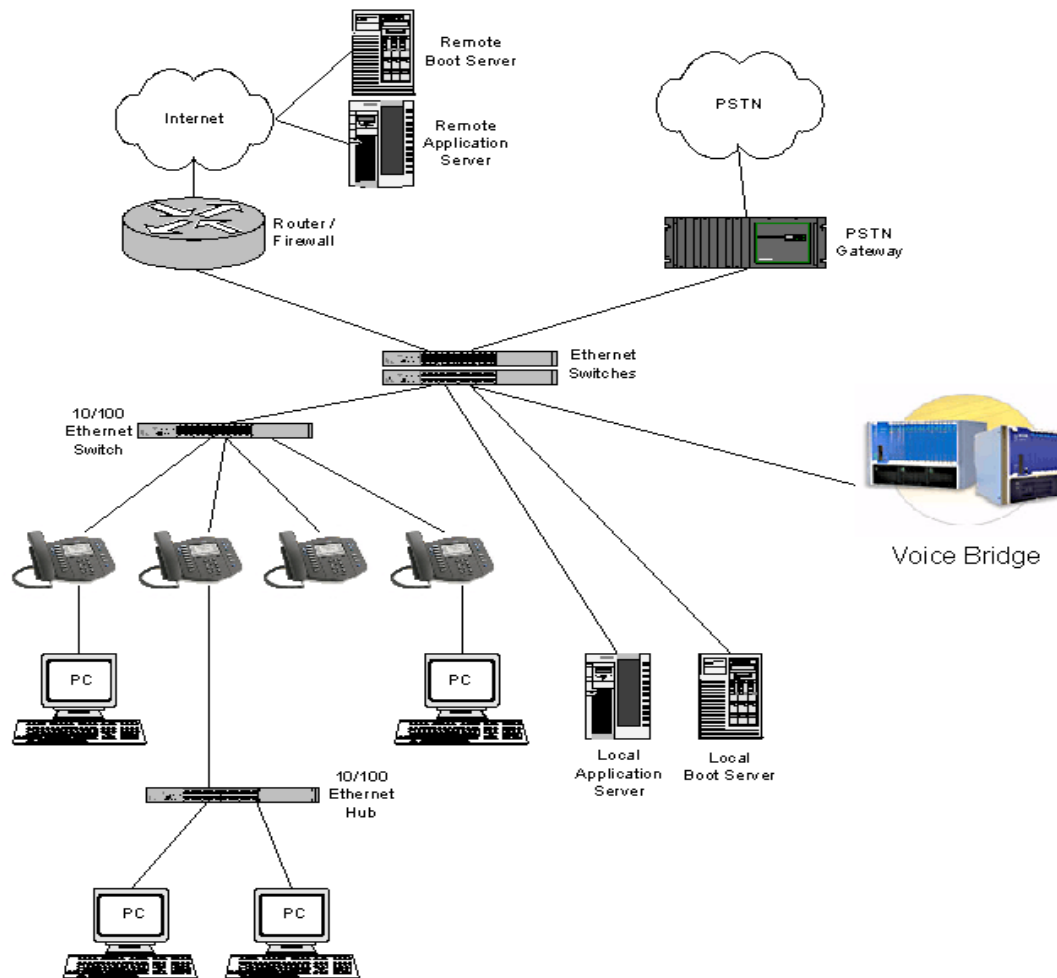 Remote
Boot Server
Internet
PSTN
Remote
Application
Server
Router /
Firewall
PSTN
Gateway
Ethernet
Switches
10/100
Ethernet
Switch
Voice Bridge
PC
PC
Local
Application
Server
Local
Boot Server
10/100
Ethernet
Hub
PC
PC